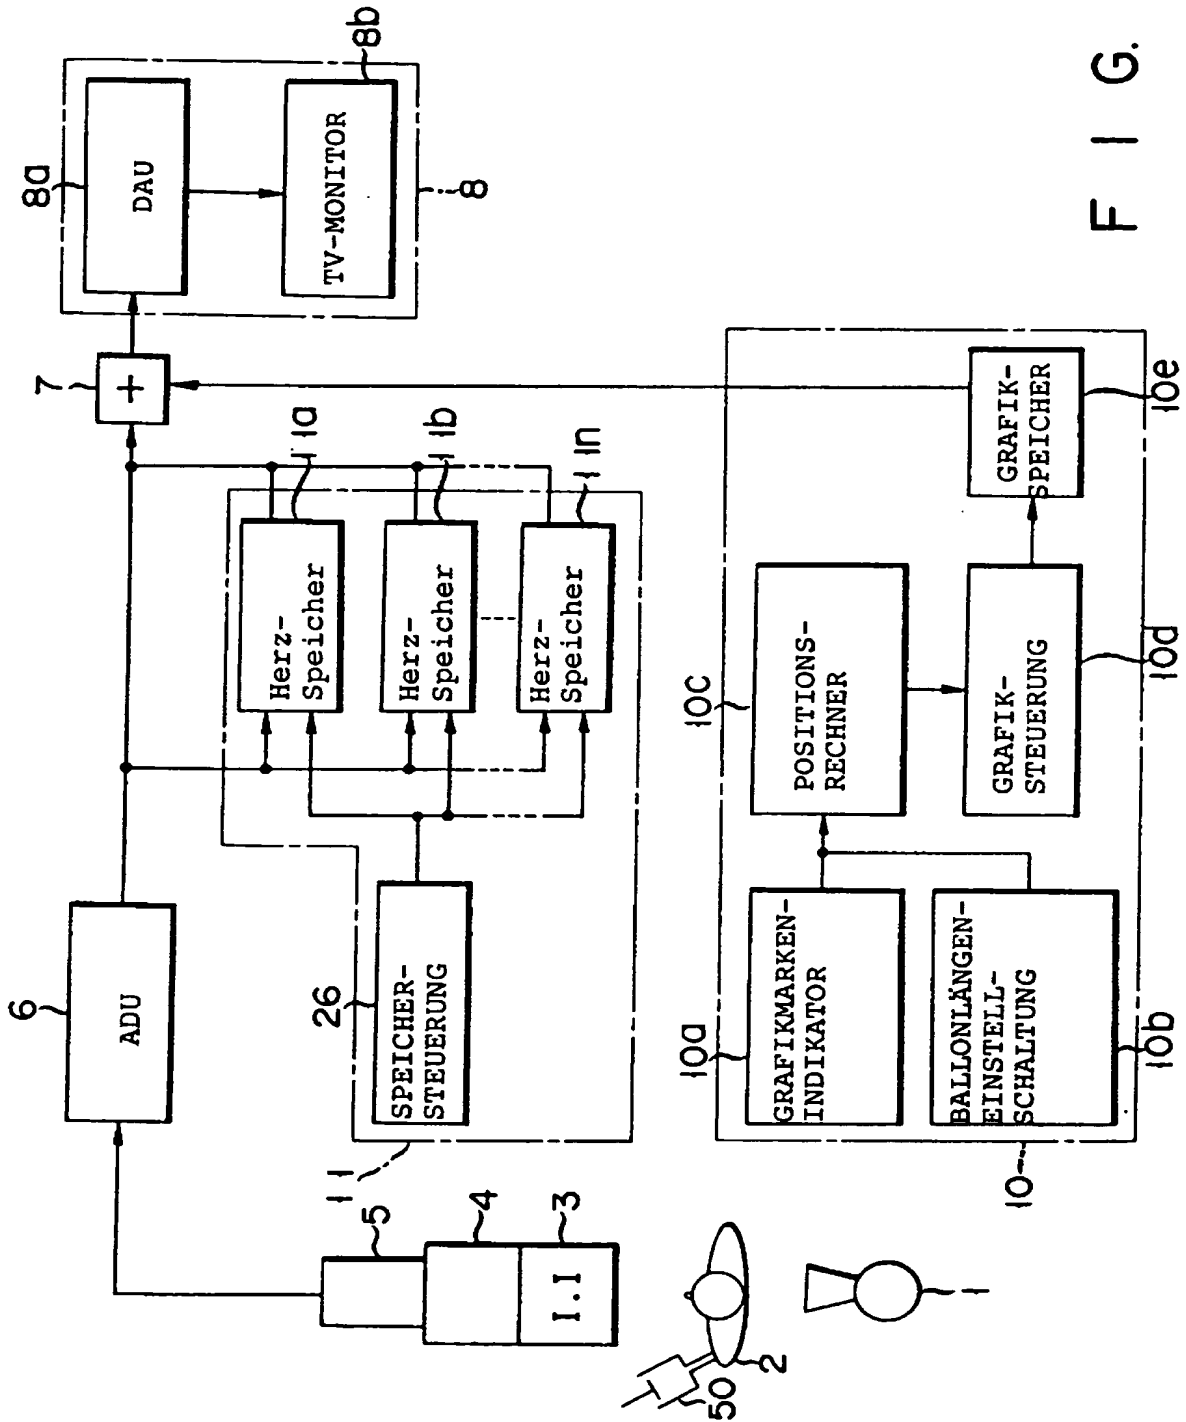 8a
DAU
TV-MONITOR
8b
8
7
+
6
ADU
11a
Herz-
Speicher
11b
Herz-
Speicher
11n
Herz-
Speicher
26
SPEICHER-
STEUERUNG
11
5
4
3
I.I
2
50
1
10a
GRAFIKMARKEN-
INDIKATOR
BALLONLÄNGEN-
EINSTELL-
SCHALTUNG
10b
10
10C
POSITIONS-
RECHNER
GRAFIK-
STEUERUNG
10d
GRAFIK-
SPEICHER
10e
FIG.